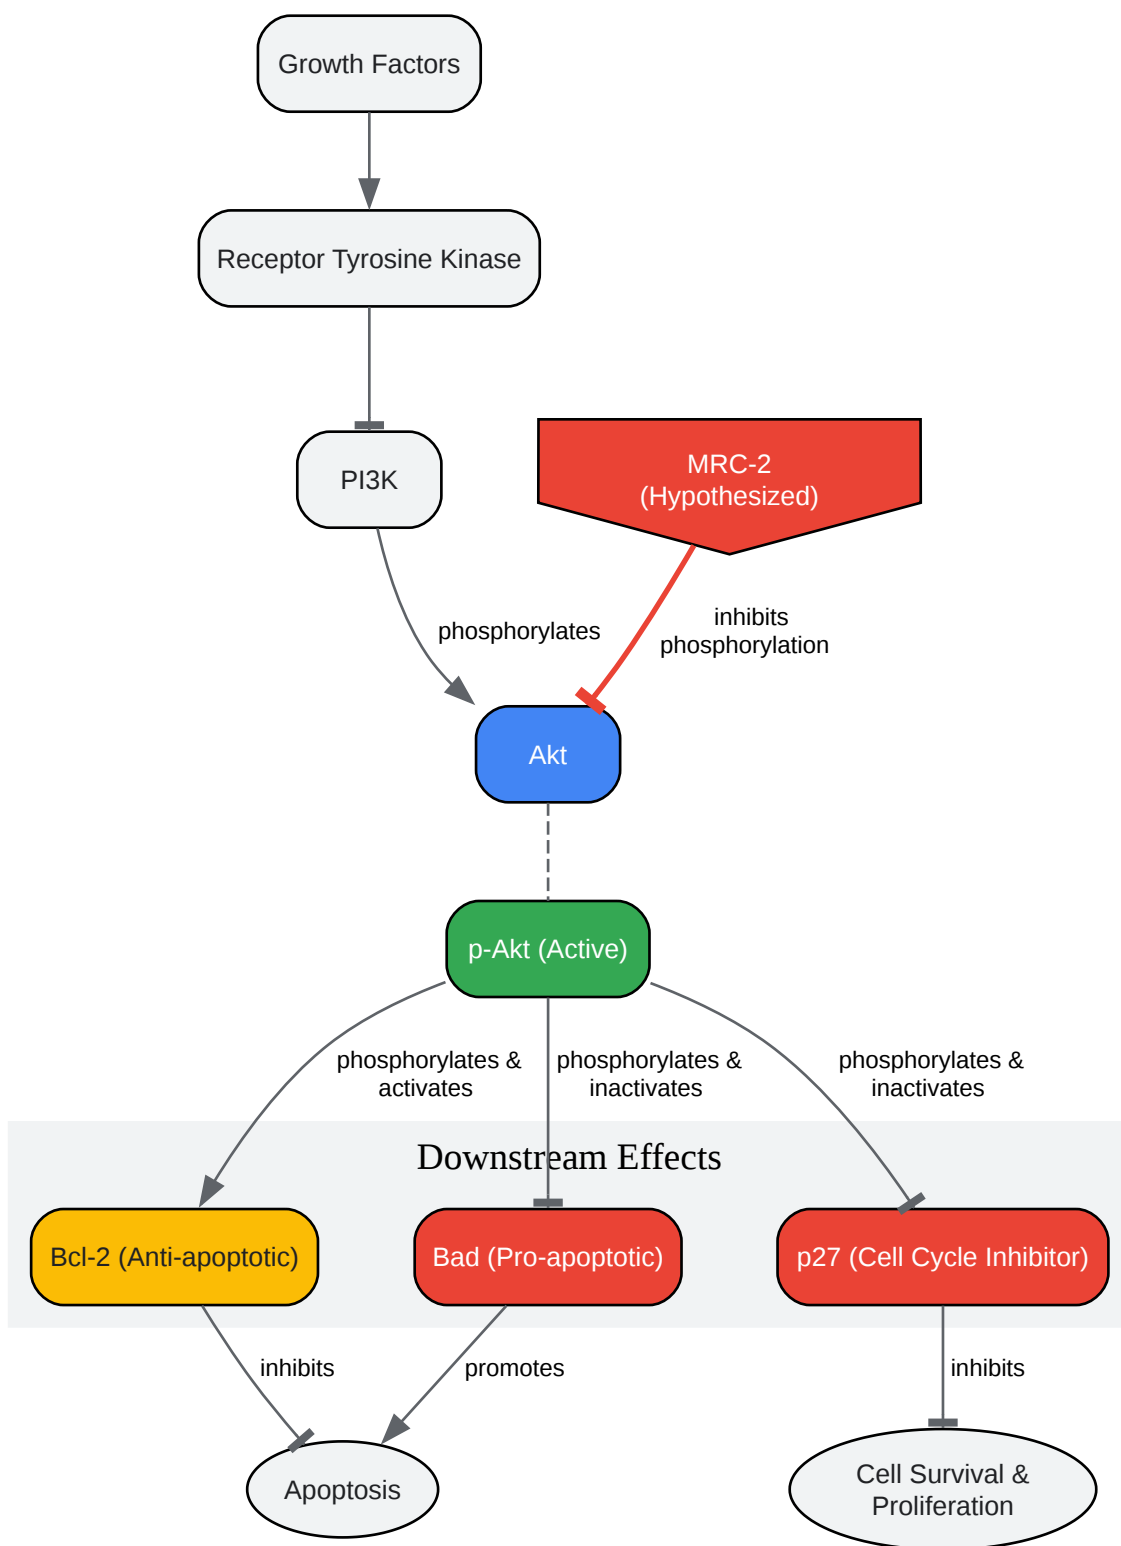 Growth Factors
Receptor Tyrosine Kinase
PI3K
MRC-2
(Hypothesized)
phosphorylates
inhibits
phosphorylation
Akt
p-Akt (Active)
phosphorylates &
activates
phosphorylates &
inactivates
phosphorylates &
inactivates
Downstream Effects
Bcl-2 (Anti-apoptotic)
Bad (Pro-apoptotic)
p27 (Cell Cycle Inhibitor)
inhibits
promotes
inhibits
Apoptosis
Cell Survival &
Proliferation